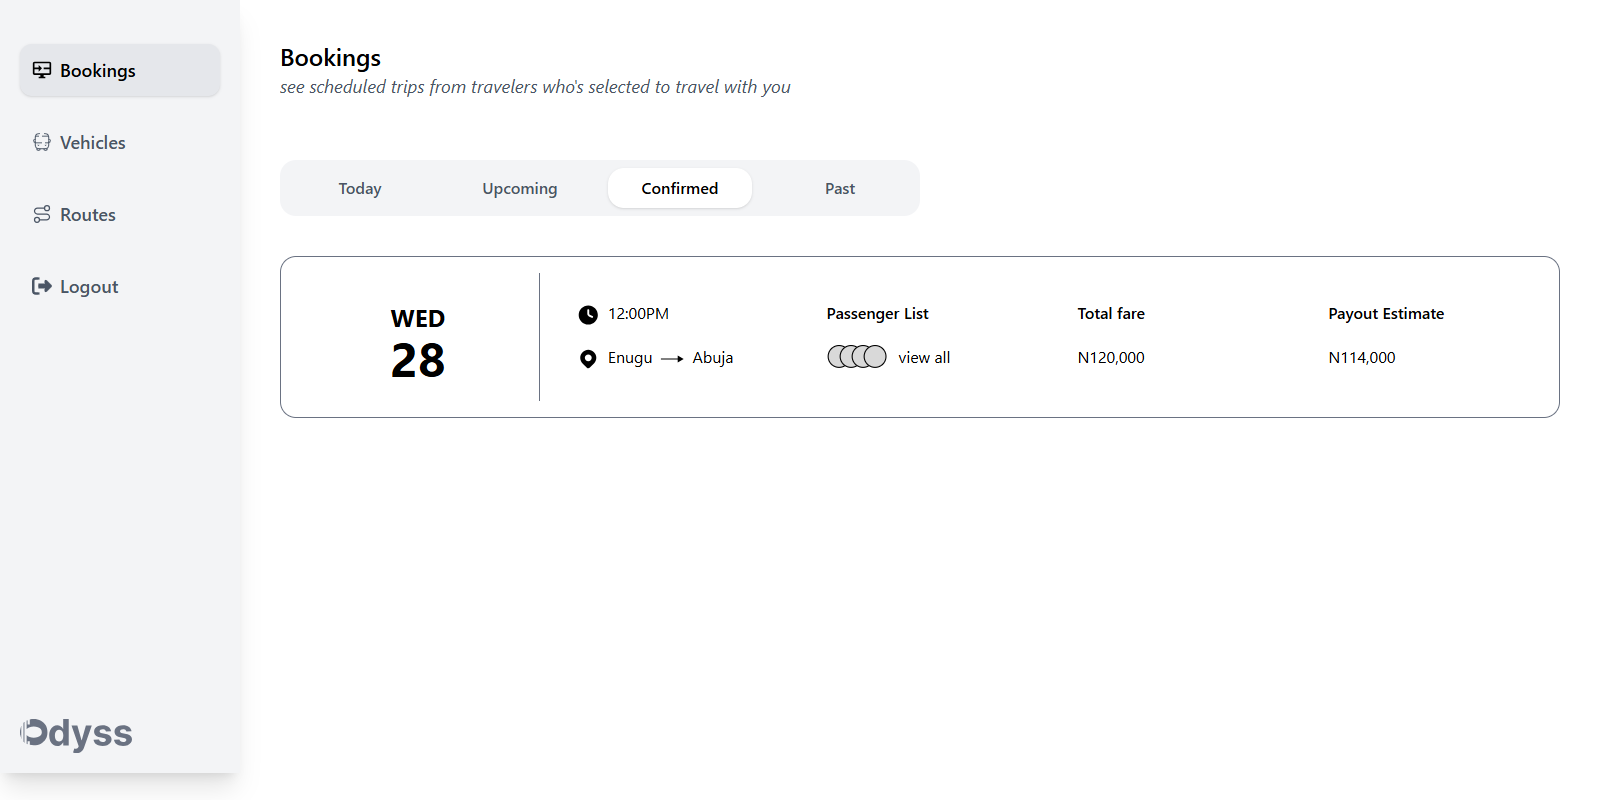 Bookings
Vehicles
Routes
Logout
Odyss
Bookings
see scheduled trips from travelers who's selected to travel with you
Today Upcoming Confirmed Past
WED
28
12:00PM
Enugu → Abuja
Passenger List
view all
Total fare
N120,000
Payout Estimate
N114,000